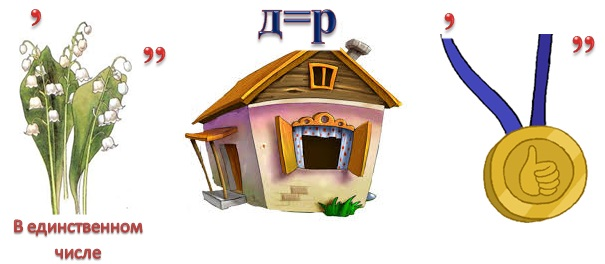 ,
,,
д=р
,
,,
В единственном
числе